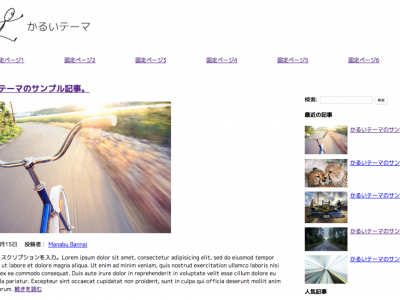 かるいテーマ
定ページ1 固定ページ2 固定ページ3 固定ページ4 固定ページ5 固定ページ6
テーマのサンプル記事。
検索: 検索
最近の記事
かるいテーマのサン
かるいテーマのサ
かるいテーマのサ
かるいテーマのサ
かるいテーマのサ
人気記事
月15日 投稿者： Manabu Bannai
スクリプションを入力。Lorem ipsum dolor sit amet, consectetur adipisicing elit, sed do eiusmod tempor
ut labore et dolore magna aliqua. Ut enim ad minim veniam, quis nostrud exercitation ullamco laboris nisi
ex ea commodo consequat. Duis aute irure dolor in reprehenderit in voluptate velit esse cillum dolore eu
la pariatur. Excepteur sint occaecat cupidatat non proident, sunt in culpa qui officia deserunt mollit anim
rum. 続きを読む